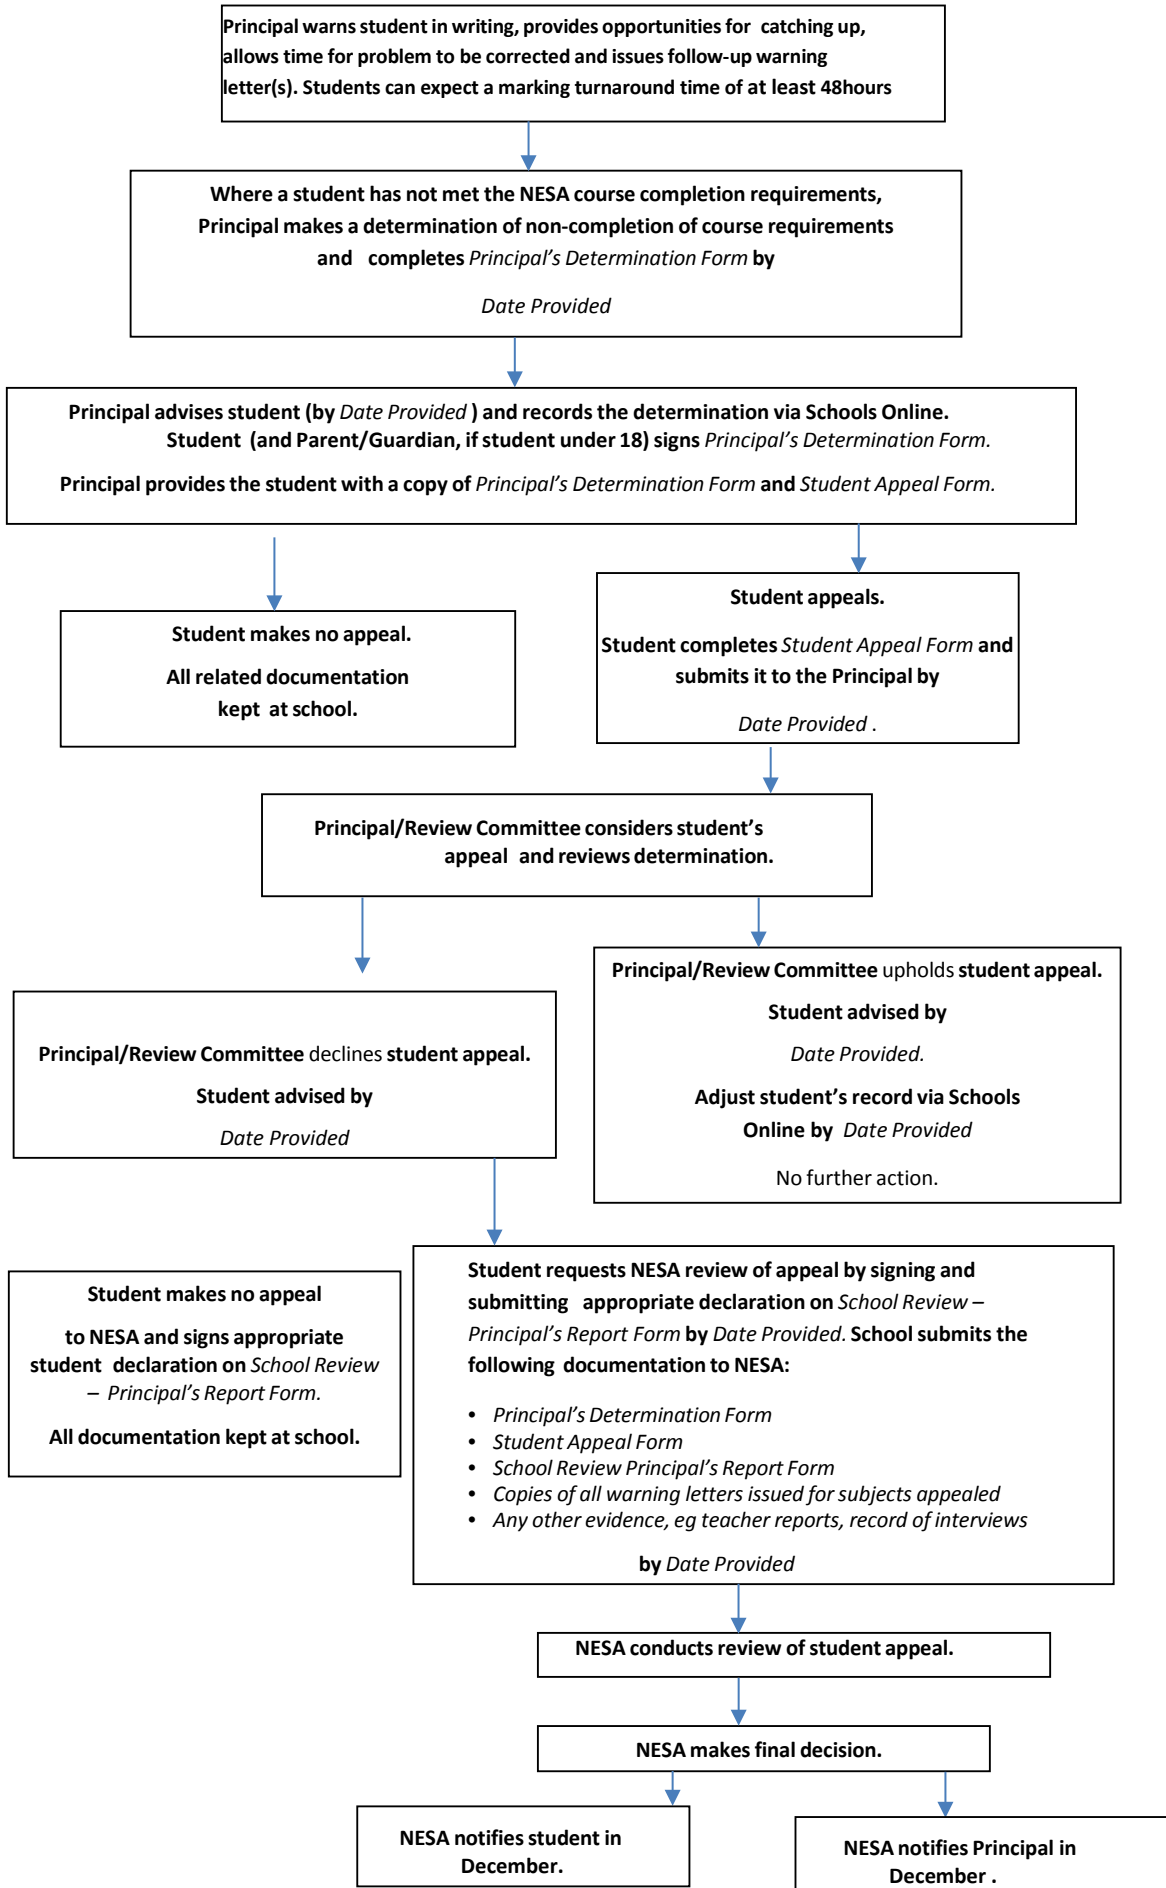 Principal warns student in writing, provides opportunities for catching up,
allows time for problem to be corrected and issues follow-up warning
letter(s). Students can expect a marking turnaround time of at least 48hours
Where a student has not met the NESA course completion requirements,
Principal makes a determination of non-completion of course requirements
and completes Principal's Determination Form by
Date Provided
Principal advises student (by Date Provided ) and records the determination via Schools Online.
Student (and Parent/Guardian, if student under 18) signs Principal's Determination Form.
Principal provides the student with a copy of Principal's Determination Form and Student Appeal Form.
Student makes no appeal.
All related documentation
kept at school.
Student appeals.
Student completes Student Appeal Form and
submits it to the Principal by
Date Provided .
Principal/Review Committee considers student's
appeal and reviews determination.
Principal/Review Committee declines student appeal.
Student advised by
Date Provided
Principal/Review Committee upholds student appeal.
Student advised by
Date Provided.
Adjust student's record via Schools
Online by Date Provided
No further action.
Student makes no appeal
to NESA and signs appropriate
student declaration on School Review
– Principal's Report Form.
All documentation kept at school.
Student requests NESA review of appeal by signing and
submitting appropriate declaration on School Review –
Principal's Report Form by Date Provided. School submits the
following documentation to NESA:
• Principal's Determination Form
• Student Appeal Form
• School Review Principal's Report Form
• Copies of all warning letters issued for subjects appealed
• Any other evidence, eg teacher reports, record of interviews
by Date Provided
NESA conducts review of student appeal.
NESA makes final decision.
NESA notifies student in
December.
NESA notifies Principal in
December .